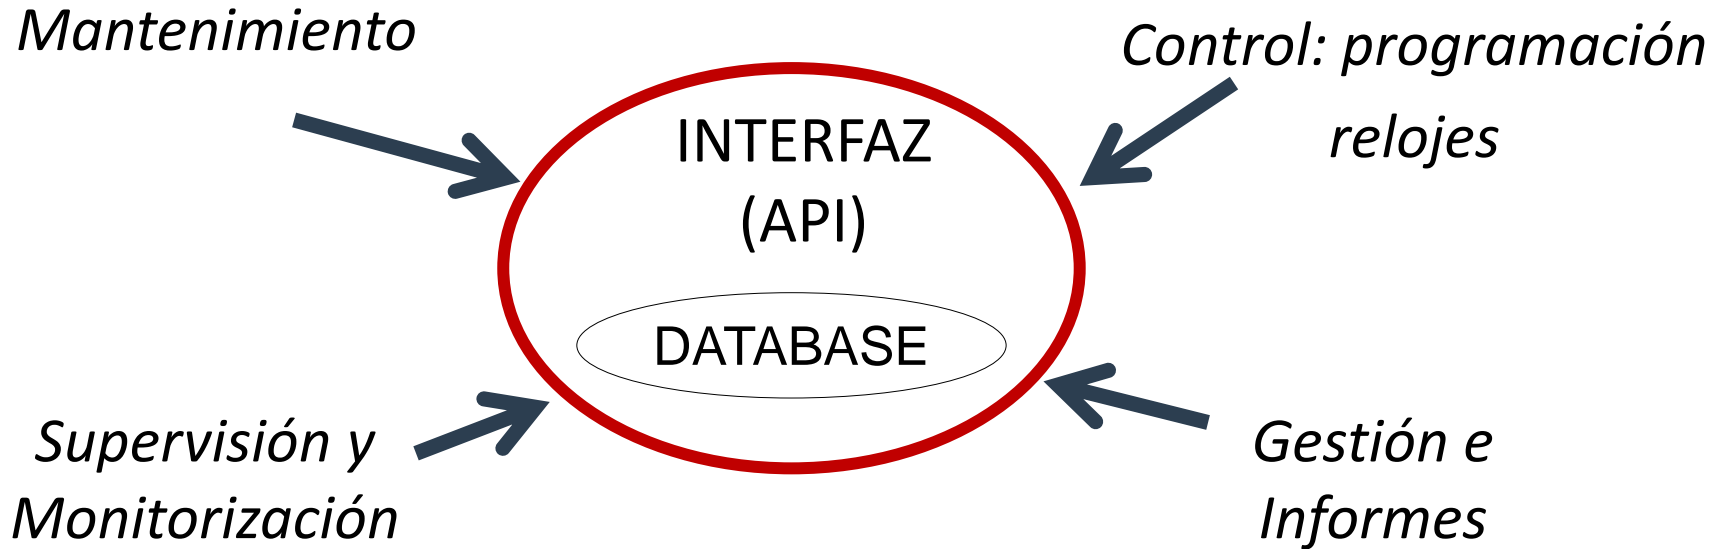 Mantenimiento
Control: programación
relojes
INTERFAZ
(API)
DATABASE
Supervisión y
Monitorización
Gestión e
Informes